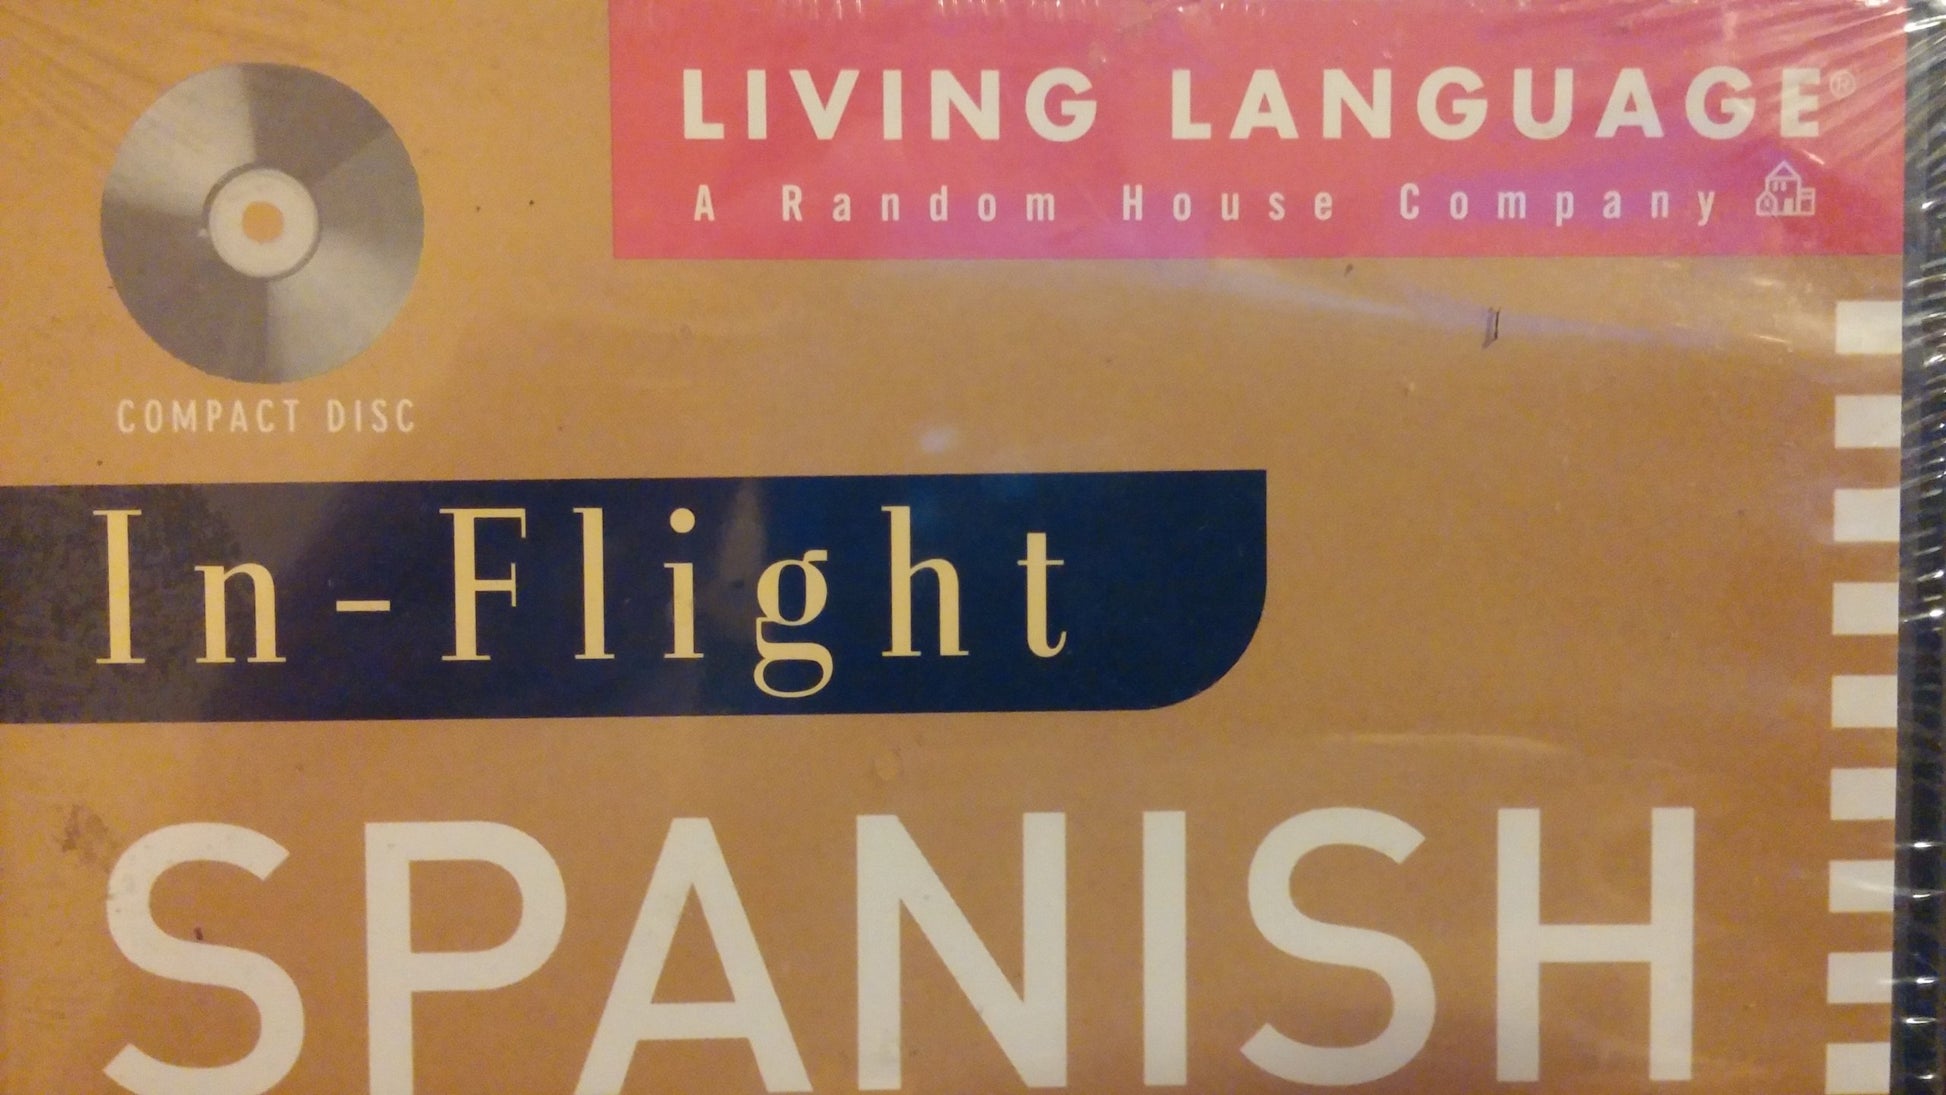 LIVING LANGUAGE®
A Random House Company
COMPACT DISC
In-Flight
SPANISH